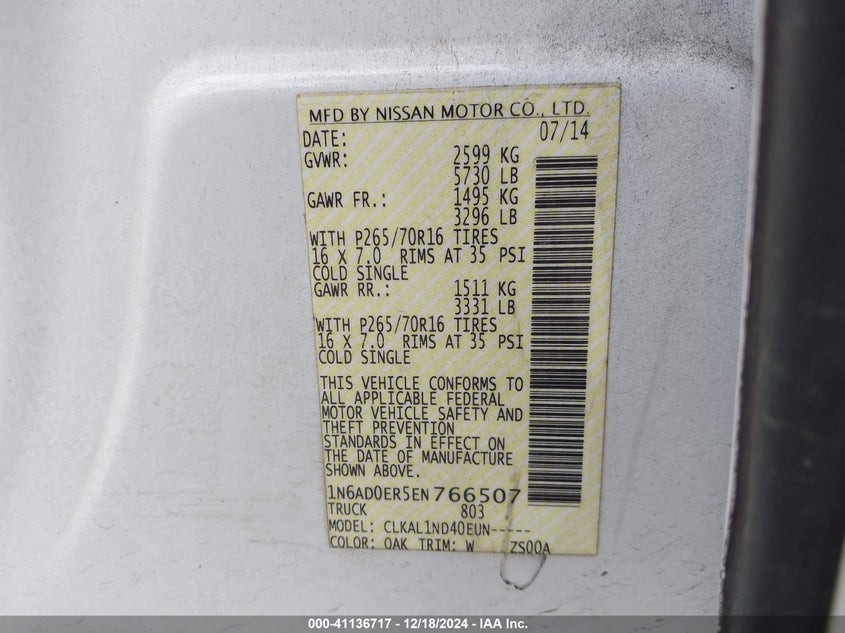 MFD BY NISSAN MOTOR CO., LTD.
DATE: 07/14
GVWR: 2599 KG
5730 LB
GAWR FR.: 1495 KG
3296 LB
WITH P265/70R16 TIRES
16 X 7.0 RIMS AT 35 PSI
COLD SINGLE
GAWR RR.: 1511 KG
3331 LB
WITH P265/70R16 TIRES
16 X 7.0 RIMS AT 35 PSI
COLD SINGLE
THIS VEHICLE CONFORMS TO
ALL APPLICABLE FEDERAL
MOTOR VEHICLE SAFETY AND
THEFT PREVENTION
STANDARDS IN EFFECT ON
THE DATE OF MANUFACTURE
SHOWN ABOVE.
1N6AD0ER5EN766507
TRUCK 803
MODEL: CLKAL1ND40EUN-----
COLOR: QAK TRIM: W ZS00A
000-41136717 - 12/18/2024 - IAA Inc.